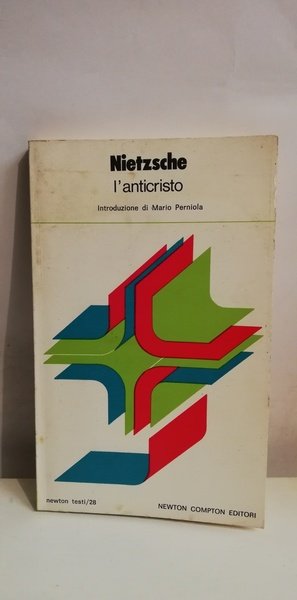 Nietzsche
l'anticristo
Introduzione di Mario Perniola
newton testi/28
NEWTON COMPTON EDITORI